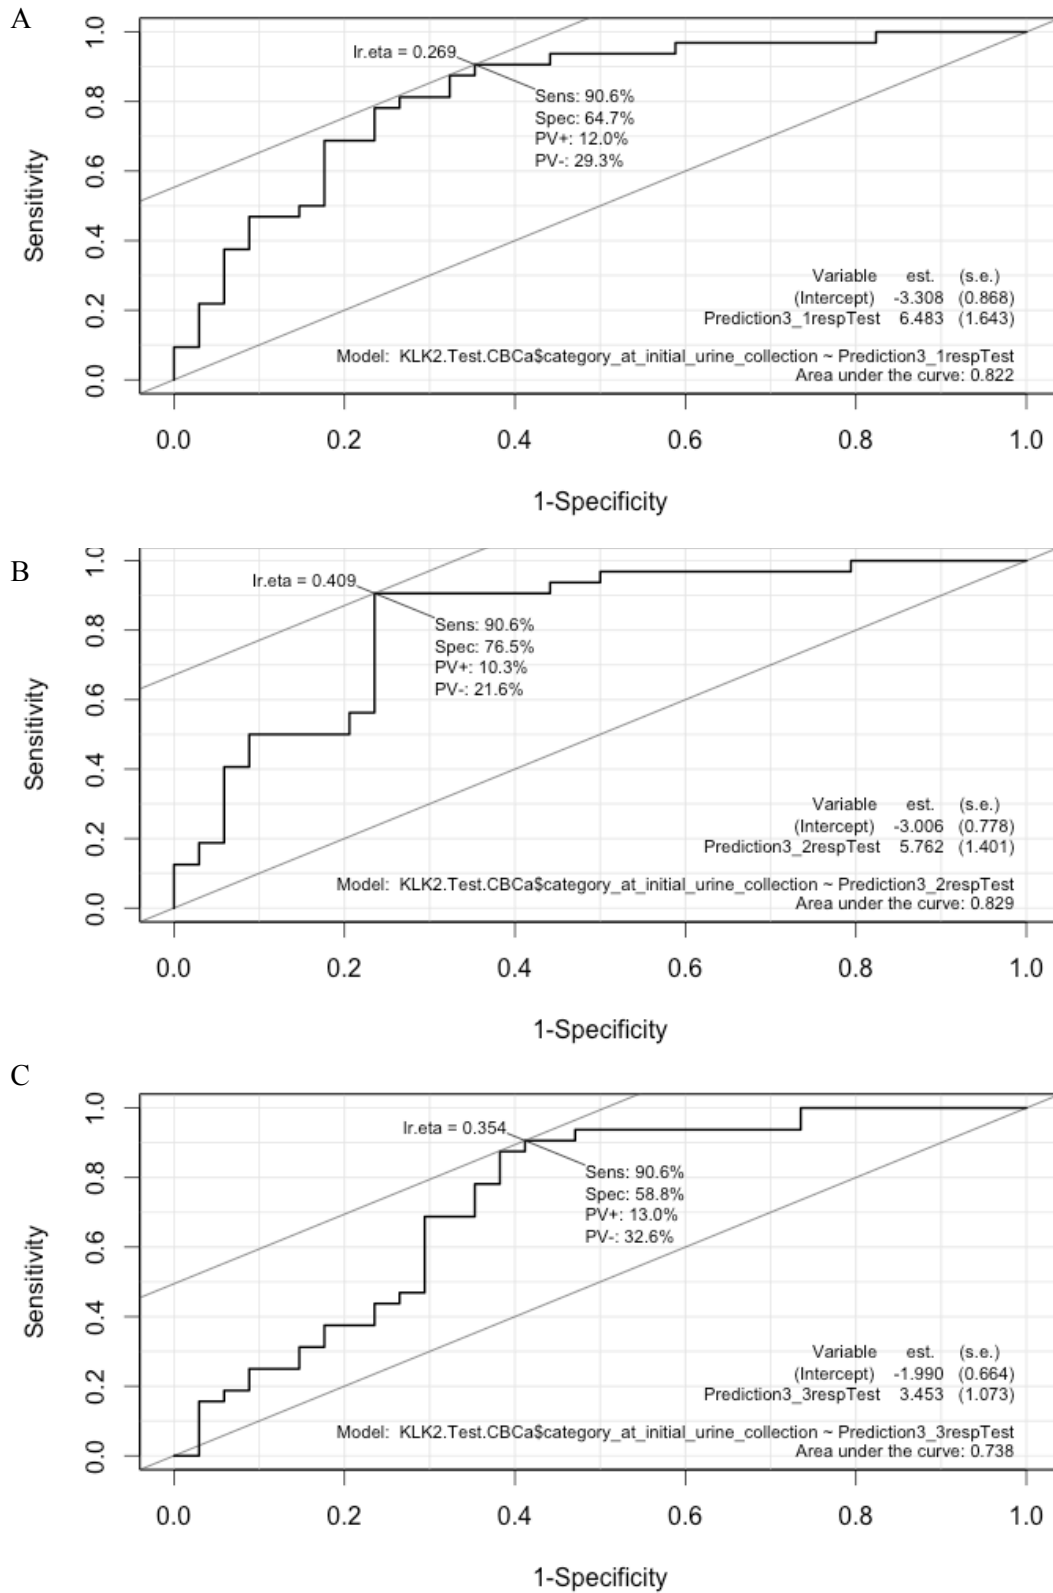 A
1.0
0.8
0.6
0.4
0.2
0.0
Sensitivity
lr.eta = 0.269
Sens: 90.6%
Spec: 64.7%
PV+: 12.0%
PV-: 29.3%
Variable est. (s.e.)
(Intercept) -3.308 (0.868)
Prediction3_1respTest 6.483 (1.643)
Model: KLK2.Test.CBCa$category_at_initial_urine_collection ~ Prediction3_1respTest
Area under the curve: 0.822
0.0 0.2 0.4 0.6 0.8 1.0
1-Specificity
B
1.0
0.8
0.6
0.4
0.2
0.0
Sensitivity
lr.eta = 0.409
Sens: 90.6%
Spec: 76.5%
PV+: 10.3%
PV-: 21.6%
Variable est. (s.e.)
(Intercept) -3.006 (0.778)
Prediction3_2respTest 5.762 (1.401)
Model: KLK2.Test.CBCa$category_at_initial_urine_collection ~ Prediction3_2respTest
Area under the curve: 0.829
0.0 0.2 0.4 0.6 0.8 1.0
1-Specificity
C
1.0
0.8
0.6
0.4
0.2
0.0
Sensitivity
lr.eta = 0.354
Sens: 90.6%
Spec: 58.8%
PV+: 13.0%
PV-: 32.6%
Variable est. (s.e.)
(Intercept) -1.990 (0.664)
Prediction3_3respTest 3.453 (1.073)
Model: KLK2.Test.CBCa$category_at_initial_urine_collection ~ Prediction3_3respTest
Area under the curve: 0.738
0.0 0.2 0.4 0.6 0.8 1.0
1-Specificity